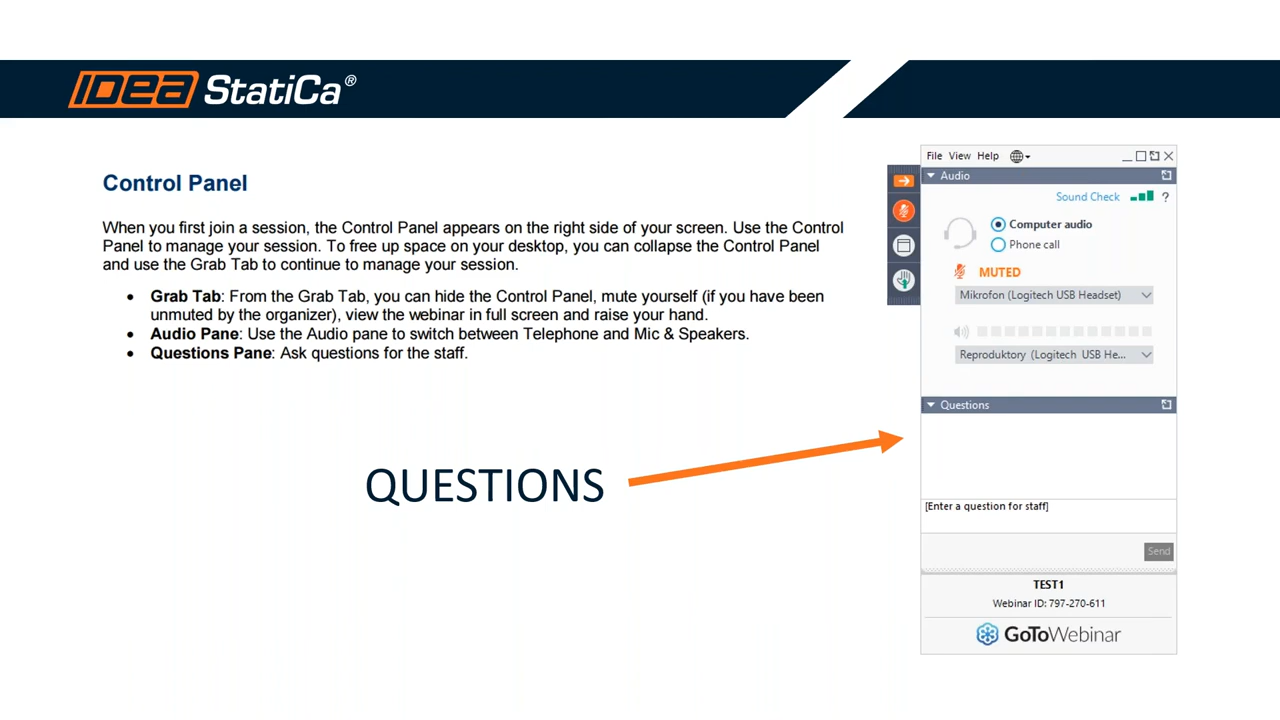 IDEA StatiCa®
Control Panel
When you first join a session, the Control Panel appears on the right side of your screen. Use the Control
Panel to manage your session. To free up space on your desktop, you can collapse the Control Panel
and use the Grab Tab to continue to manage your session.
• Grab Tab: From the Grab Tab, you can hide the Control Panel, mute yourself (if you have been
unmuted by the organizer), view the webinar in full screen and raise your hand.
• Audio Pane: Use the Audio pane to switch between Telephone and Mic & Speakers.
• Questions Pane: Ask questions for the staff.
QUESTIONS
File View Help
Audio
Sound Check ?
Computer audio
Phone call
MUTED
Mikrofon (Logitech USB Headset)
Reproduktory (Logitech USB He...
Questions
[Enter a question for staff]
Send
TEST1
Webinar ID: 797-270-611
GoToWebinar